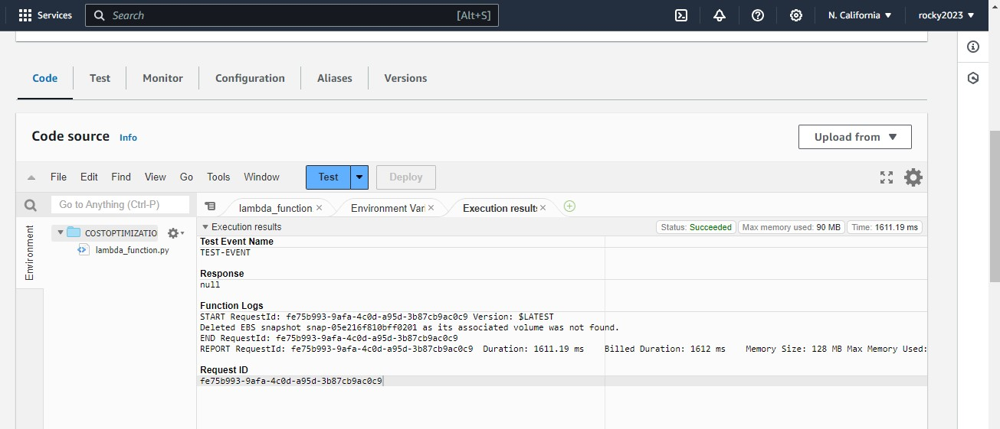 Services Search [Alt+S] N. California rocky2023
Code Test Monitor Configuration Aliases Versions
Code source Info Upload from
File Edit Find View Go Tools Window Test Deploy
Go to Anything (Ctrl-P) lambda_function Environment Var Execution results
Execution results Status: Succeeded Max memory used: 90 MB Time: 1611.19 ms
Environment
COSTOPTIMIZATIO
lambda_function.py
Test Event Name
TEST-EVENT
Response
null
Function Logs
START RequestId: fe75b993-9afa-4c0d-a95d-3b87cb9ac0c9 Version: $LATEST
Deleted EBS snapshot snap-05e216f810bff0201 as its associated volume was not found.
END RequestId: fe75b993-9afa-4c0d-a95d-3b87cb9ac0c9
REPORT RequestId: fe75b993-9afa-4c0d-a95d-3b87cb9ac0c9 Duration: 1611.19 ms Billed Duration: 1612 ms Memory Size: 128 MB Max Memory Used:
Request ID
fe75b993-9afa-4c0d-a95d-3b87cb9ac0c9